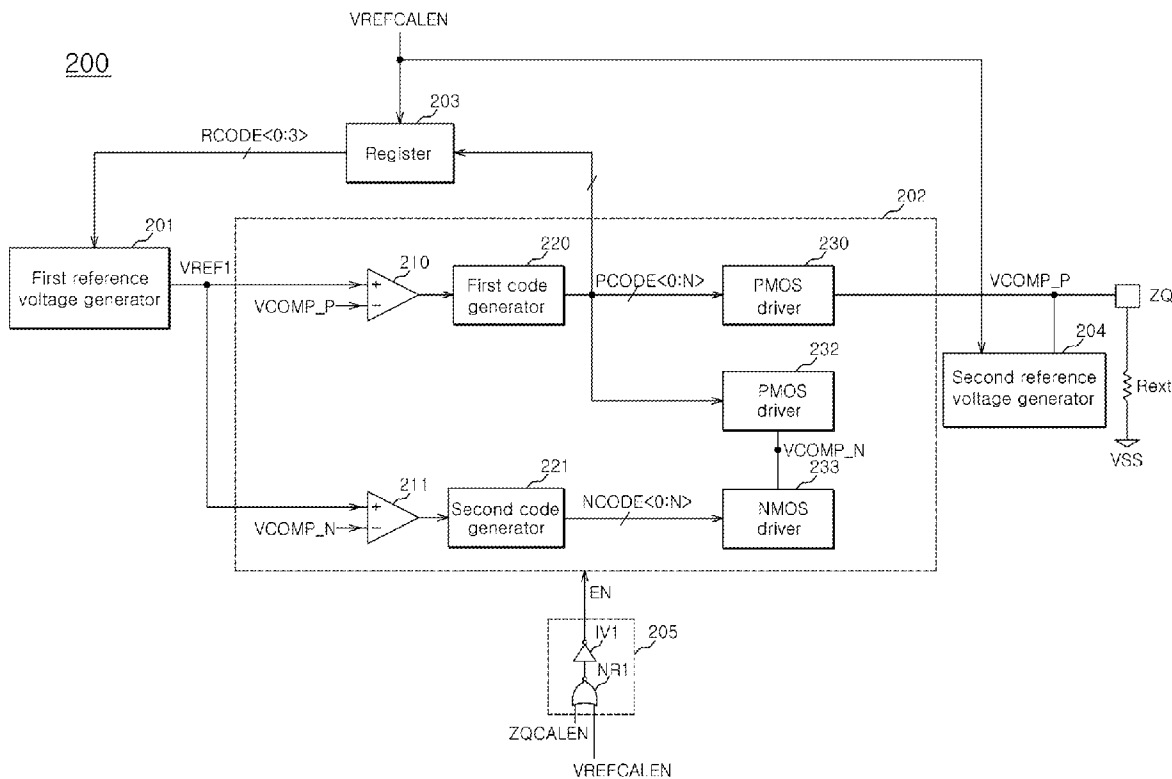 VREFCALEN
200
203
RCODE<0:3>
Register
202
201
First reference
voltage generator
VREF1
210
+
VCOMP_P
−
220
First code
generator
PCODE<0:N>
230
PMOS
driver
VCOMP_P
ZQ
204
Second reference
voltage generator
Rext
VSS
232
PMOS
driver
VCOMP_N
211
+
VCOMP_N
−
221
Second code
generator
NCODE<0:N>
233
NMOS
driver
EN
IV1
205
NR1
ZQCALEN
VREFCALEN